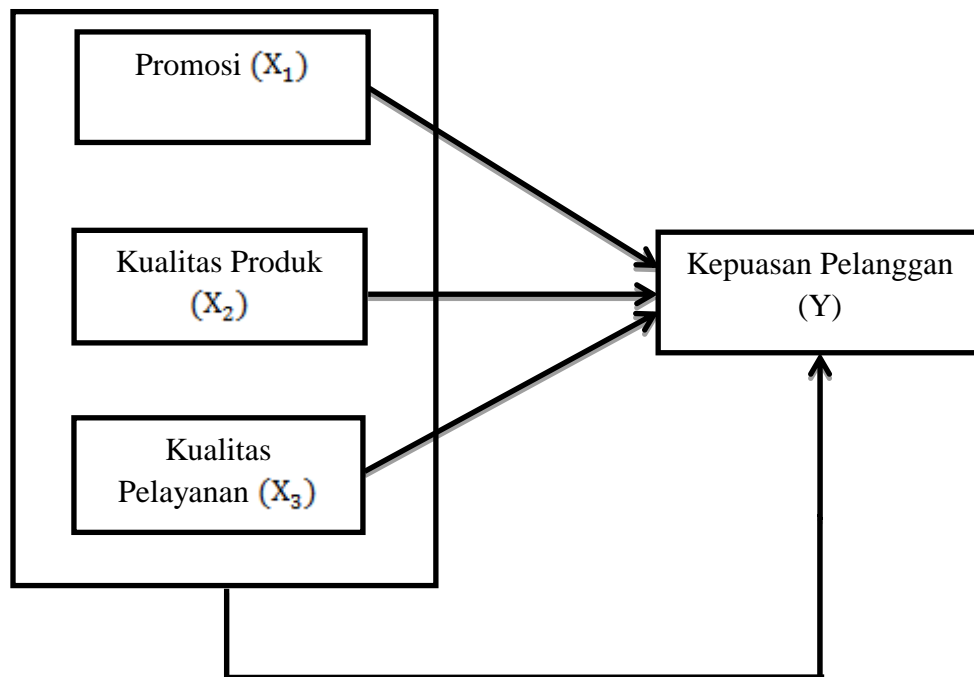 Promosi (X₁)
Kualitas Produk
(X₂)
Kepuasan Pelanggan
(Y)
Kualitas
Pelayanan (X₃)